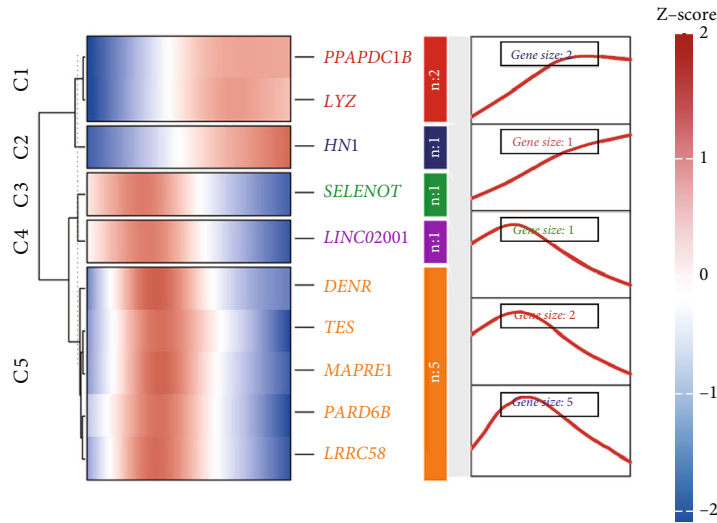 Z–score
C1
C2
C3
C4
C5
PPAPDC1B
LYZ
HN1
SELENOT
LINC02001
DENR
TES
MAPRE1
PARD6B
LRRC58
n:2
n:1
n:1
n:1
n:5
Gene size: 2
Gene size: 1
Gene size: 1
Gene size: 2
Gene size: 5
2
1
0
−1
−2